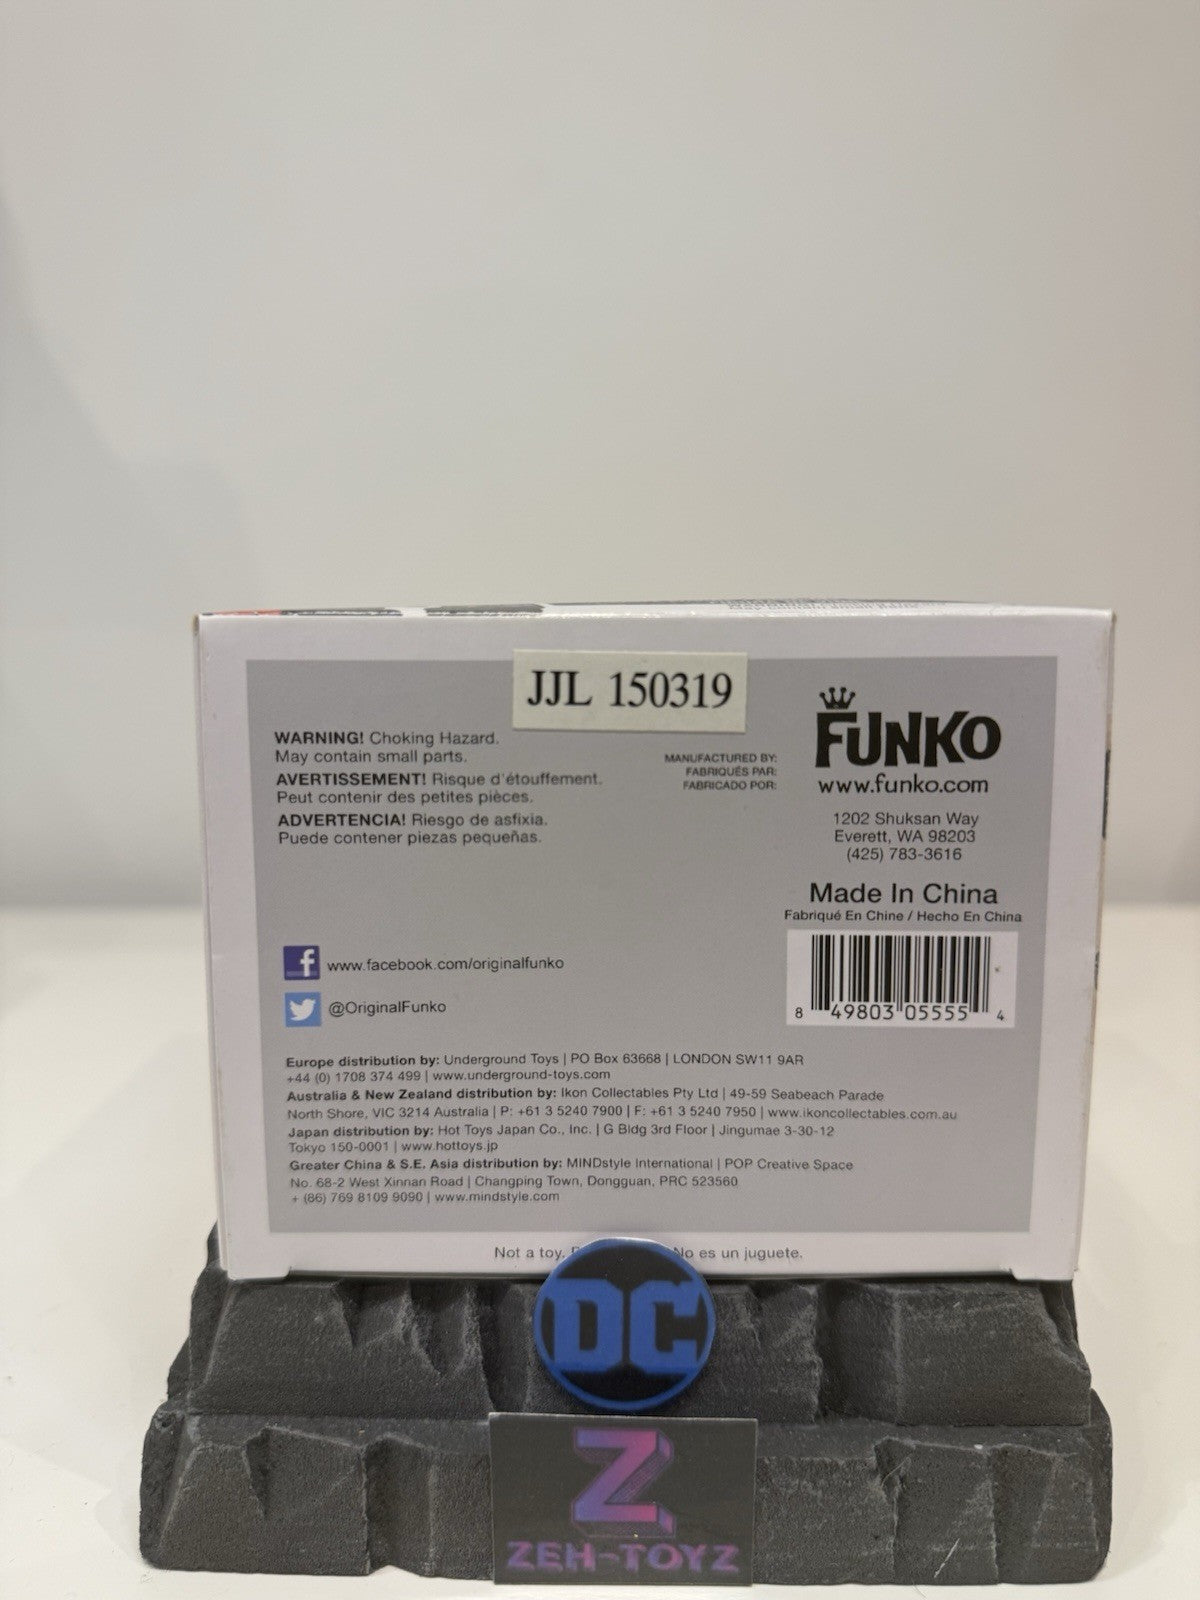 JJL 150319
WARNING! Choking Hazard.
May contain small parts.
AVERTISSEMENT! Risque d'étouffement.
Peut contenir des petites pièces.
ADVERTENCIA! Riesgo de asfixia.
Puede contener piezas pequeñas.
MANUFACTURED BY:
FABRIQUÉS PAR:
FABRICADO POR:
FUNKO
www.funko.com
1202 Shuksan Way
Everett, WA 98203
(425) 783-3616
Made In China
Fabriqué En Chine / Hecho En China
8 49803 05555 4
f www.facebook.com/originalfunko
@OriginalFunko
Europe distribution by: Underground Toys | PO Box 63668 | LONDON SW11 9AR
+44 (0) 1708 374 499 | www.underground-toys.com
Australia & New Zealand distribution by: Ikon Collectables Pty Ltd | 49-59 Seabeach Parade
North Shore, VIC 3214 Australia | P: +61 3 5240 7900 | F: +61 3 5240 7950 | www.ikoncollectables.com.au
Japan distribution by: Hot Toys Japan Co., Inc. | G Bldg 3rd Floor | Jingumae 3-30-12
Tokyo 150-0001 | www.hottoys.jp
Greater China & S.E. Asia distribution by: MINDstyle International | POP Creative Space
No. 68-2 West Xinnan Road | Changping Town, Dongguan, PRC 523560
+ (86) 769 8109 9090 | www.mindstyle.com
Not a toy. No es un juguete.
DC
Z
ZEH-TOYZ